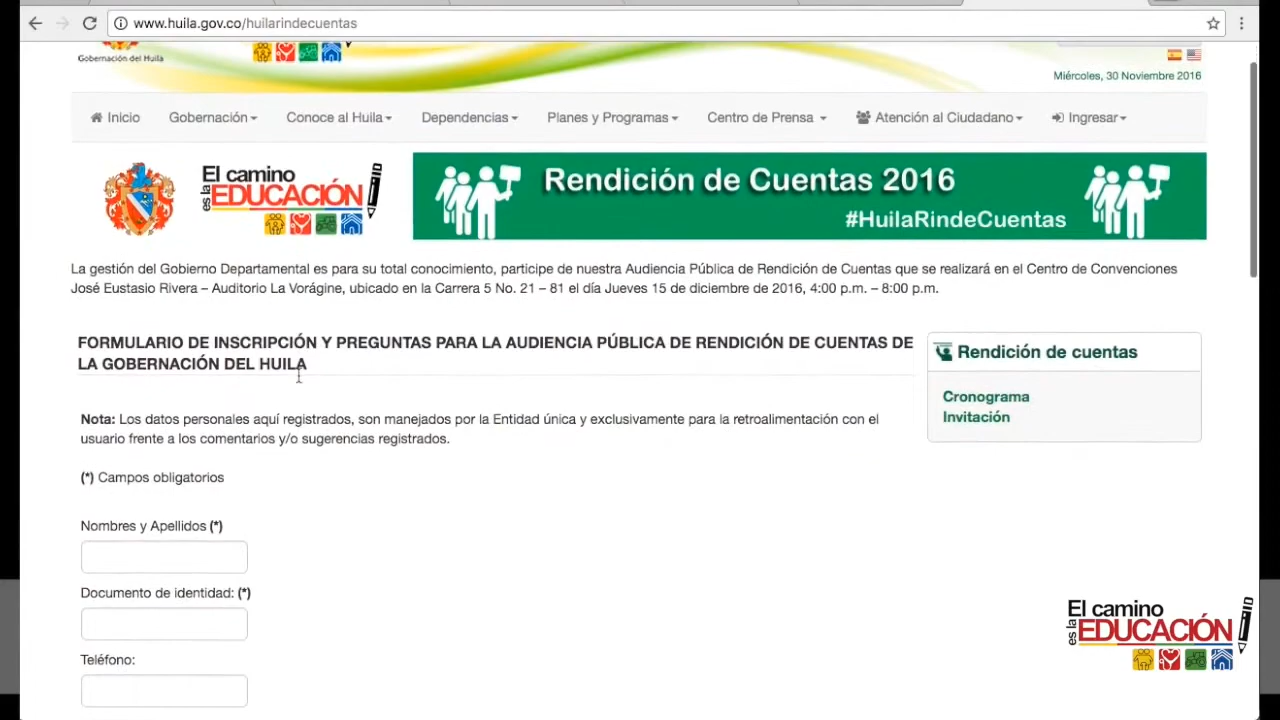 www.huila.gov.co/huilarindecuentas
Gobernación del Huila
Miércoles, 30 Noviembre 2016
Inicio Gobernación Conoce al Huila Dependencias Planes y Programas Centro de Prensa Atención al Ciudadano Ingresar
El camino
es la EDUCACIÓN
Rendición de Cuentas 2016
#HuilaRindeCuentas
La gestión del Gobierno Departamental es para su total conocimiento, participe de nuestra Audiencia Pública de Rendición de Cuentas que se realizará en el Centro de Convenciones
José Eustasio Rivera – Auditorio La Vorágine, ubicado en la Carrera 5 No. 21 – 81 el día Jueves 15 de diciembre de 2016, 4:00 p.m. – 8:00 p.m.
FORMULARIO DE INSCRIPCIÓN Y PREGUNTAS PARA LA AUDIENCIA PÚBLICA DE RENDICIÓN DE CUENTAS DE
LA GOBERNACIÓN DEL HUILA
Rendición de cuentas
Cronograma
Invitación
Nota: Los datos personales aquí registrados, son manejados por la Entidad única y exclusivamente para la retroalimentación con el
usuario frente a los comentarios y/o sugerencias registrados.
(*) Campos obligatorios
Nombres y Apellidos (*)
Documento de identidad: (*)
Teléfono:
El camino
es la EDUCACIÓN